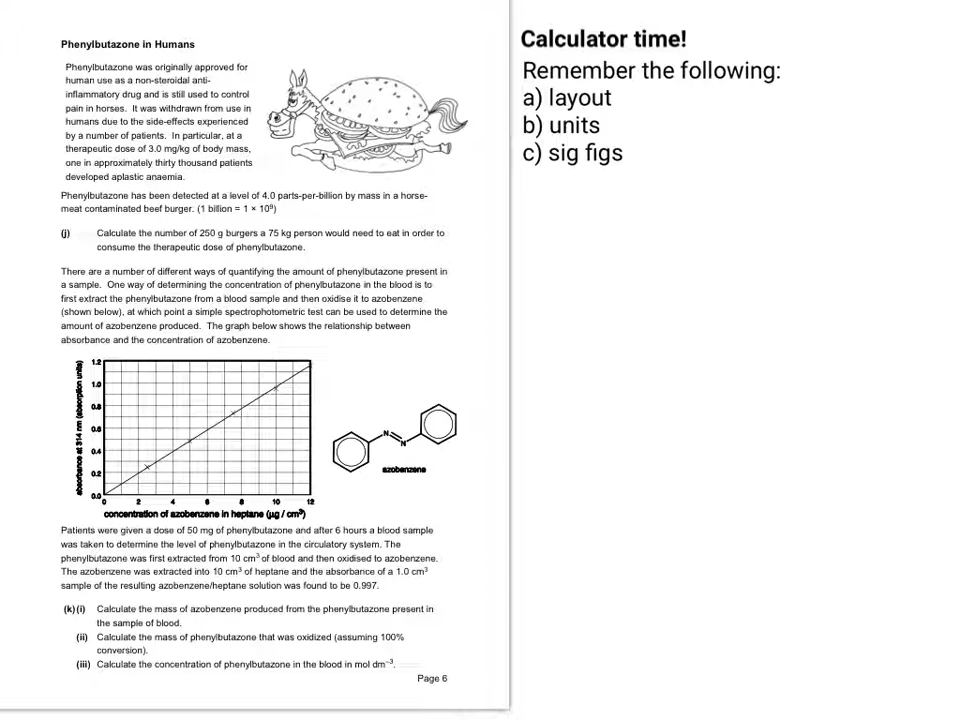 Phenylbutazone in Humans
Phenylbutazone was originally approved for
human use as a non-steroidal anti-
inflammatory drug and is still used to control
pain in horses. It was withdrawn from use in
humans due to the side-effects experienced
by a number of patients. In particular, at a
therapeutic dose of 3.0 mg/kg of body mass,
one in approximately thirty thousand patients
developed aplastic anaemia.
Phenylbutazone has been detected at a level of 4.0 parts-per-billion by mass in a horse-
meat contaminated beef burger. (1 billion = 1 × 10⁹)
(j) Calculate the number of 250 g burgers a 75 kg person would need to eat in order to
consume the therapeutic dose of phenylbutazone.
There are a number of different ways of quantifying the amount of phenylbutazone present in
a sample. One way of determining the concentration of phenylbutazone in the blood is to
first extract the phenylbutazone from a blood sample and then oxidise it to azobenzene
(shown below), at which point a simple spectrophotometric test can be used to determine the
amount of azobenzene produced. The graph below shows the relationship between
absorbance and the concentration of azobenzene.
absorbance at 314 nm (absorption units)
1.2
1.0
0.8
0.6
0.4
0.2
0.0
0 2 4 6 8 10 12
concentration of azobenzene in heptane (µg / cm³)
N
N
azobenzene
Patients were given a dose of 50 mg of phenylbutazone and after 6 hours a blood sample
was taken to determine the level of phenylbutazone in the circulatory system. The
phenylbutazone was first extracted from 10 cm³ of blood and then oxidised to azobenzene.
The azobenzene was extracted into 10 cm³ of heptane and the absorbance of a 1.0 cm³
sample of the resulting azobenzene/heptane solution was found to be 0.997.
(k) (i) Calculate the mass of azobenzene produced from the phenylbutazone present in
the sample of blood.
(ii) Calculate the mass of phenylbutazone that was oxidized (assuming 100%
conversion).
(iii) Calculate the concentration of phenylbutazone in the blood in mol dm⁻³.
Page 6
Calculator time!
Remember the following:
a) layout
b) units
c) sig figs